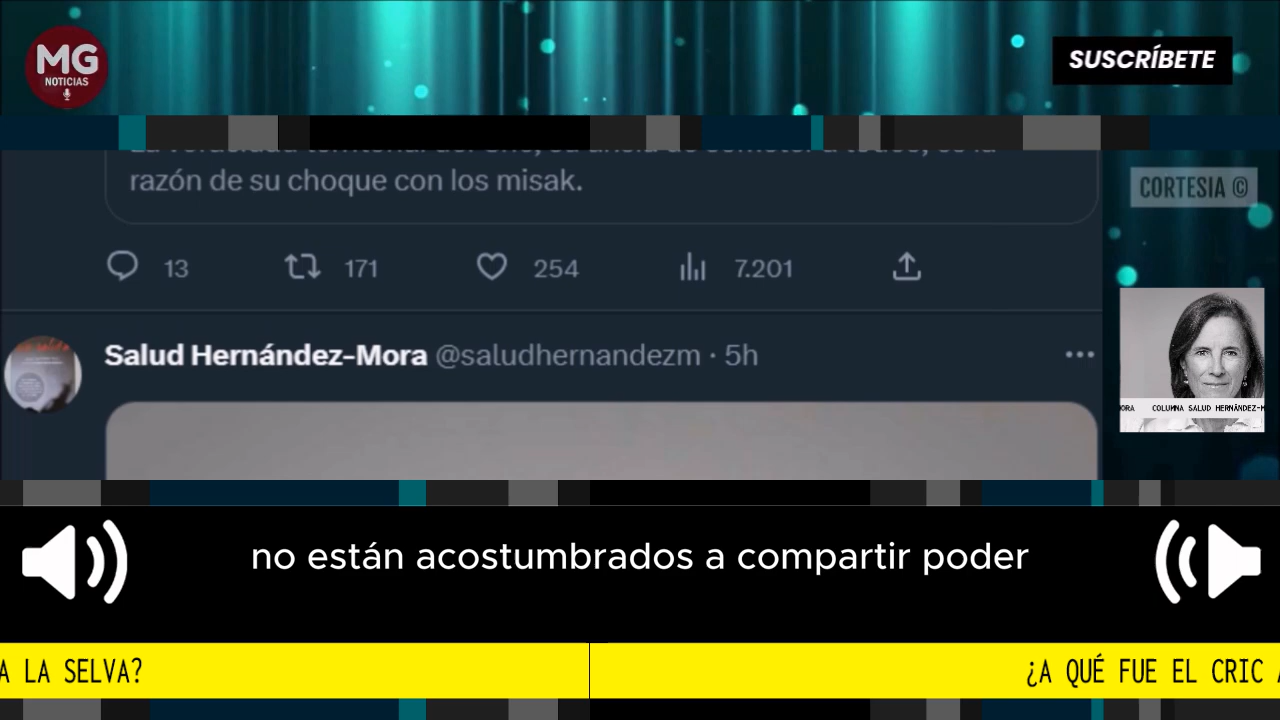 MG
NOTICIAS
SUSCRÍBETE
razón de su choque con los misak.
CORTESIA ©
13 171 254 7.201
Salud Hernández-Mora @saludhernandezm · 5h
ORA COLUMNA SALUD HERNÁNDEZ-M
no están acostumbrados a compartir poder
A LA SELVA? ¿A QUÉ FUE EL CRIC A